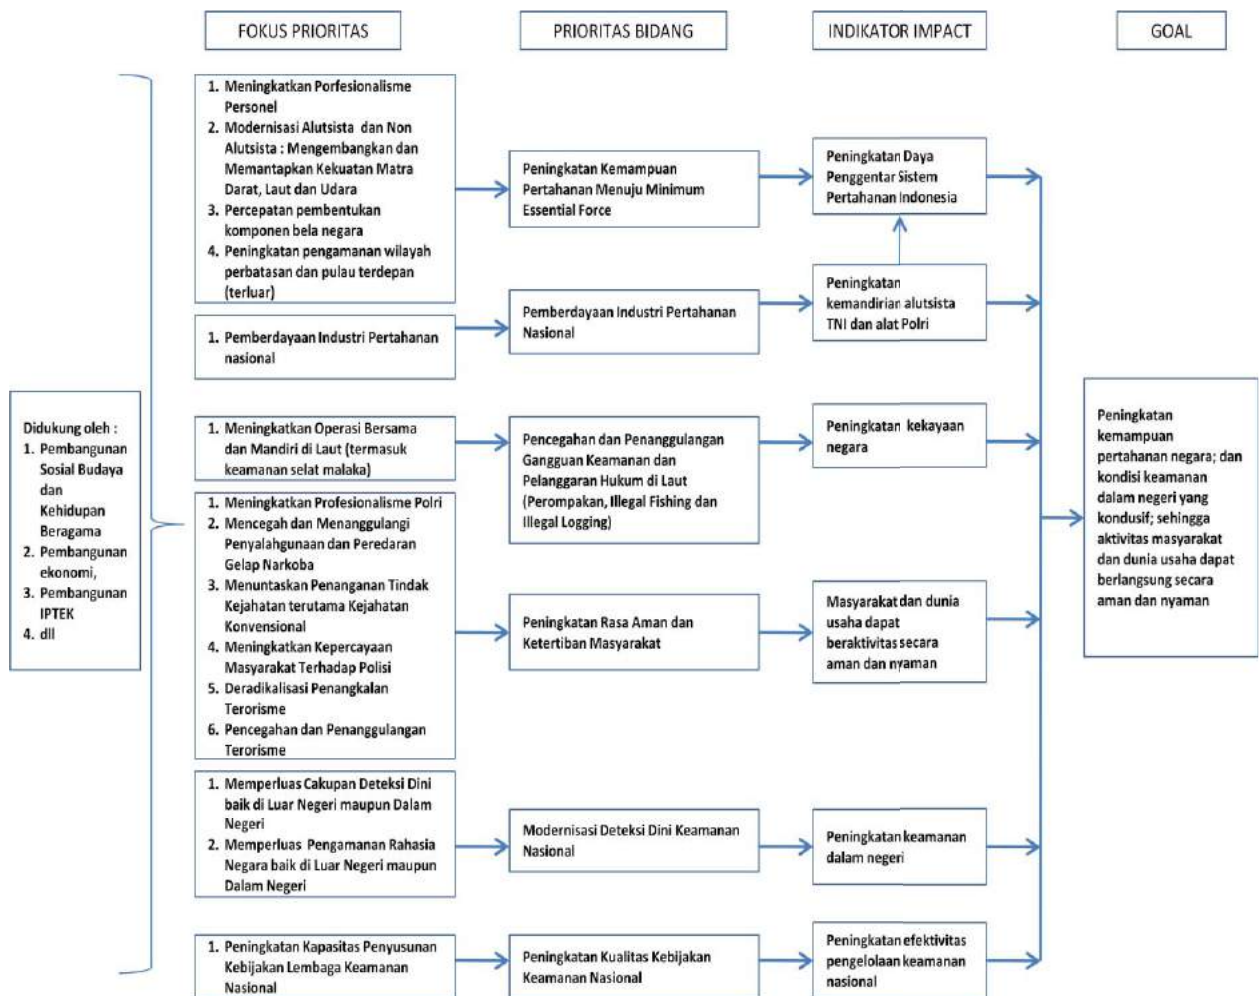 FOKUS PRIORITAS
PRIORITAS BIDANG
INDIKATOR IMPACT
GOAL
Didukung oleh :
1. Pembangunan
Sosial Budaya
dan
Kehidupan
Beragama
2. Pembangunan
ekonomi,
3. Pembangunan
IPTEK
4. dll
1. Meningkatkan Porfesionalisme
Personel
2. Modernisasi Alutsista dan Non
Alutsista : Mengembangkan dan
Memantapkan Kekuatan Matra
Darat, Laut dan Udara
3. Percepatan pembentukan
komponen bela negara
4. Peningkatan pengamanan wilayah
perbatasan dan pulau terdepan
(terluar)
Peningkatan Kemampuan
Pertahanan Menuju Minimum
Essential Force
Peningkatan Daya
Penggentar Sistem
Pertahanan Indonesia
1. Pemberdayaan Industri Pertahanan
nasional
Pemberdayaan Industri Pertahanan
Nasional
Peningkatan
kemandirian alutsista
TNI dan alat Polri
1. Meningkatkan Operasi Bersama
dan Mandiri di Laut (termasuk
keamanan selat malaka)
Pencegahan dan Penanggulangan
Gangguan Keamanan dan
Pelanggaran Hukum di Laut
(Perompakan, Illegal Fishing dan
Illegal Logging)
Peningkatan kekayaan
negara
1. Meningkatkan Profesionalisme Polri
2. Mencegah dan Menanggulangi
Penyalahgunaan dan Peredaran
Gelap Narkoba
3. Menuntaskan Penanganan Tindak
Kejahatan terutama Kejahatan
Konvensional
4. Meningkatkan Kepercayaan
Masyarakat Terhadap Polisi
5. Deradikalisasi Penangkalan
Terorisme
6. Pencegahan dan Penanggulangan
Terorisme
Peningkatan Rasa Aman dan
Ketertiban Masyarakat
Masyarakat dan dunia
usaha dapat
beraktivitas secara
aman dan nyaman
1. Memperluas Cakupan Deteksi Dini
baik di Luar Negeri maupun Dalam
Negeri
2. Memperluas Pengamanan Rahasia
Negara baik di Luar Negeri maupun
Dalam Negeri
Modernisasi Deteksi Dini Keamanan
Nasional
Peningkatan keamanan
dalam negeri
1. Peningkatan Kapasitas Penyusunan
Kebijakan Lembaga Keamanan
Nasional
Peningkatan Kualitas Kebijakan
Keamanan Nasional
Peningkatan efektivitas
pengelolaan keamanan
nasional
Peningkatan
kemampuan
pertahanan negara; dan
kondisi keamanan
dalam negeri yang
kondusif; sehingga
aktivitas masyarakat
dan dunia usaha dapat
berlangsung secara
aman dan nyaman